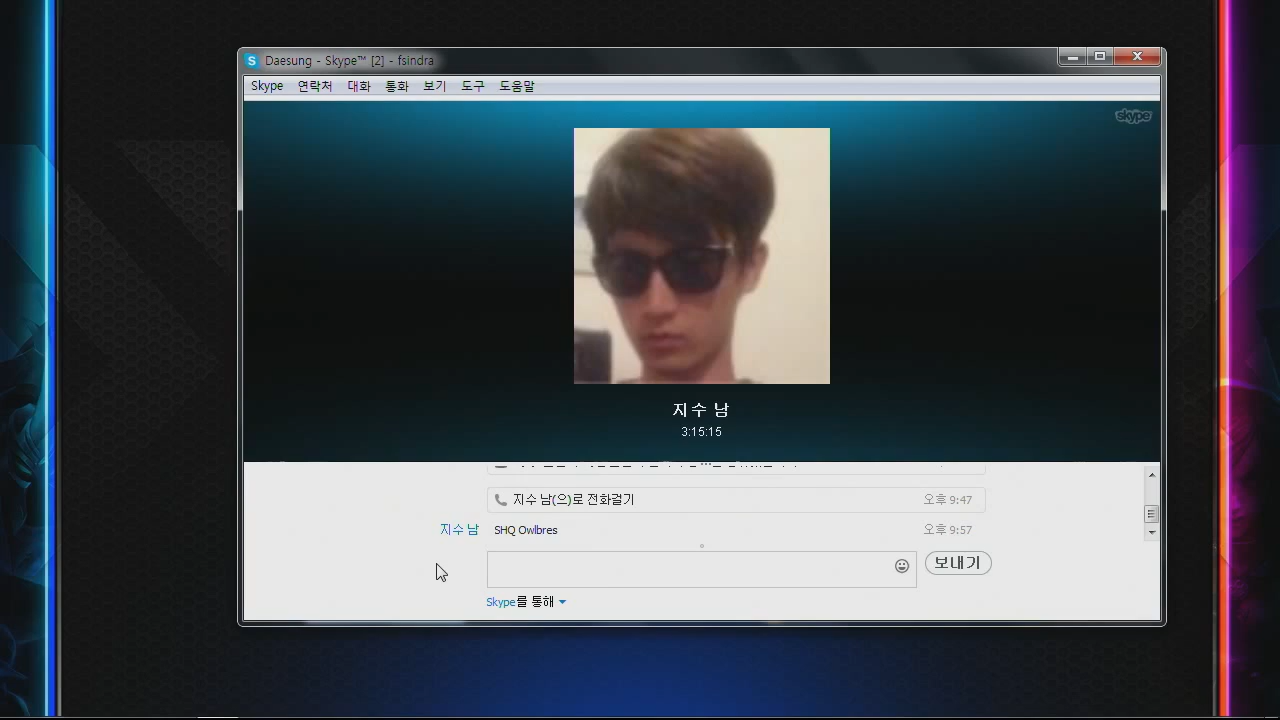 Daesung - Skype™ [2] - fsindra
Skype 연락처 대화 통화 보기 도구 도움말
skype
지수 남
3:15:15
지수 남(으)로 전화걸기 오후 9:47
지수 남 SHQ Owlbres 오후 9:57
보내기
Skype를 통해